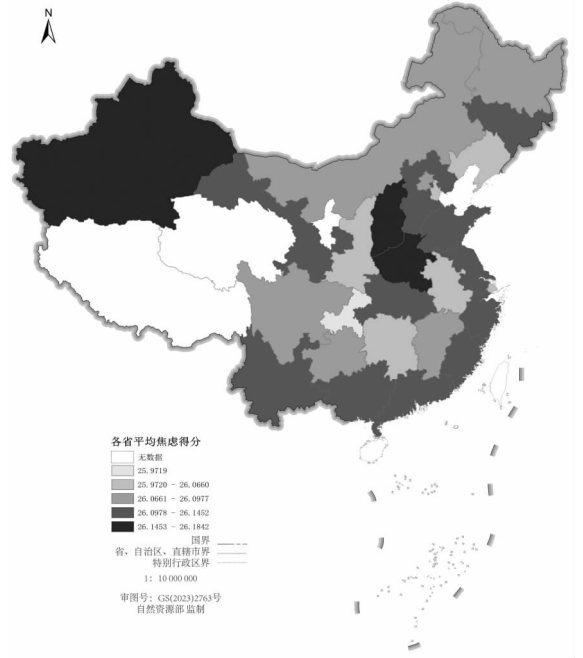 N
各省平均焦虑得分
无数据
25.9719
25.9720 - 26.0660
26.0661 - 26.0977
26.0978 - 26.1452
26.1453 - 26.1842
国界
省、自治区、直辖市界
特别行政区界
1: 10 000 000
审图号: GS(2023)2763号
自然资源部 监制